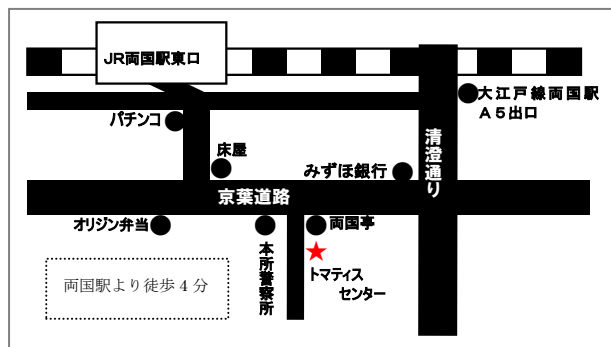 JR両国駅東口
大江戸線両国駅
A5出口
パチンコ
床屋
みずほ銀行
清澄通り
京葉道路
オリジン弁当
本所警察所
両国亭
トマティス
センター
両国駅より徒歩4分